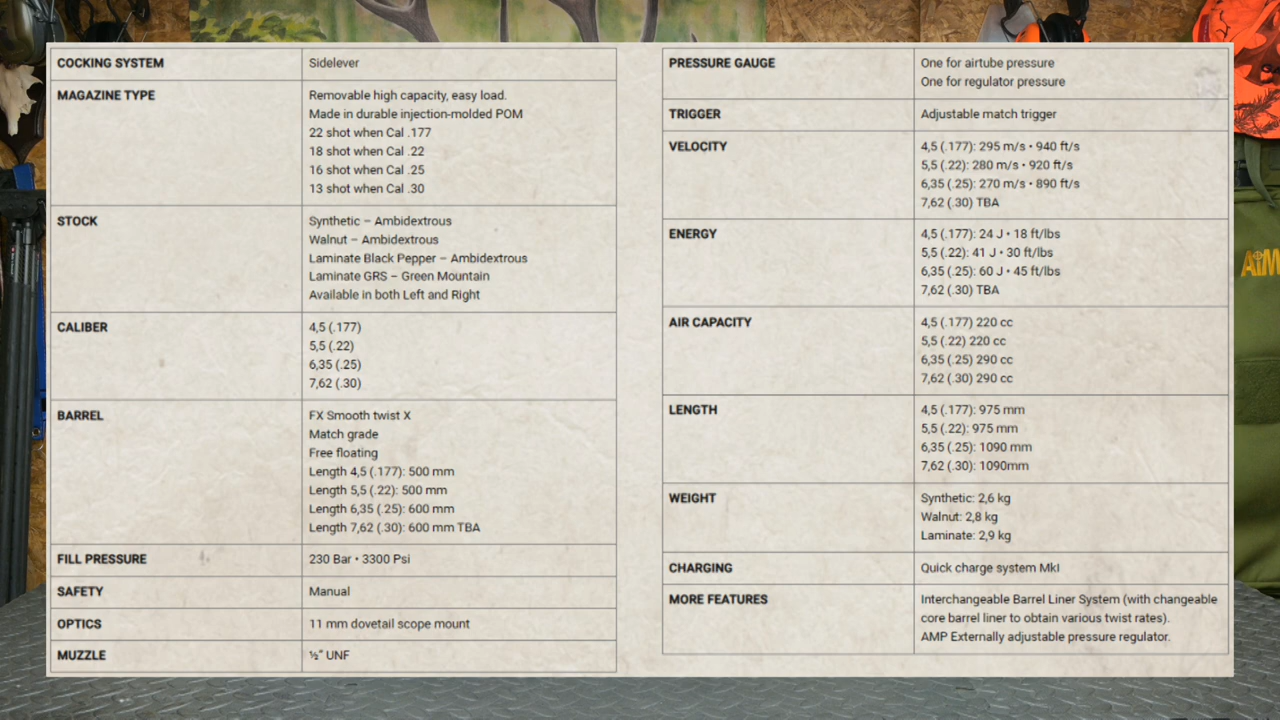 COCKING SYSTEM
Sidelever
MAGAZINE TYPE
Removable high capacity, easy load.
Made in durable injection-molded POM
22 shot when Cal .177
18 shot when Cal .22
16 shot when Cal .25
13 shot when Cal .30
STOCK
Synthetic – Ambidextrous
Walnut – Ambidextrous
Laminate Black Pepper – Ambidextrous
Laminate GRS – Green Mountain
Available in both Left and Right
CALIBER
4,5 (.177)
5,5 (.22)
6,35 (.25)
7,62 (.30)
BARREL
FX Smooth twist X
Match grade
Free floating
Length 4,5 (.177): 500 mm
Length 5,5 (.22): 500 mm
Length 6,35 (.25): 600 mm
Length 7,62 (.30): 600 mm TBA
FILL PRESSURE
230 Bar • 3300 Psi
SAFETY
Manual
OPTICS
11 mm dovetail scope mount
MUZZLE
½” UNF
PRESSURE GAUGE
One for airtube pressure
One for regulator pressure
TRIGGER
Adjustable match trigger
VELOCITY
4,5 (.177): 295 m/s • 940 ft/s
5,5 (.22): 280 m/s • 920 ft/s
6,35 (.25): 270 m/s • 890 ft/s
7,62 (.30) TBA
ENERGY
4,5 (.177): 24 J • 18 ft/lbs
5,5 (.22): 41 J • 30 ft/lbs
6,35 (.25): 60 J • 45 ft/lbs
7,62 (.30) TBA
AIR CAPACITY
4,5 (.177) 220 cc
5,5 (.22) 220 cc
6,35 (.25) 290 cc
7,62 (.30) 290 cc
LENGTH
4,5 (.177): 975 mm
5,5 (.22): 975 mm
6,35 (.25): 1090 mm
7,62 (.30): 1090mm
WEIGHT
Synthetic: 2,6 kg
Walnut: 2,8 kg
Laminate: 2,9 kg
CHARGING
Quick charge system MkI
MORE FEATURES
Interchangeable Barrel Liner System (with changeable
core barrel liner to obtain various twist rates).
AMP Externally adjustable pressure regulator.